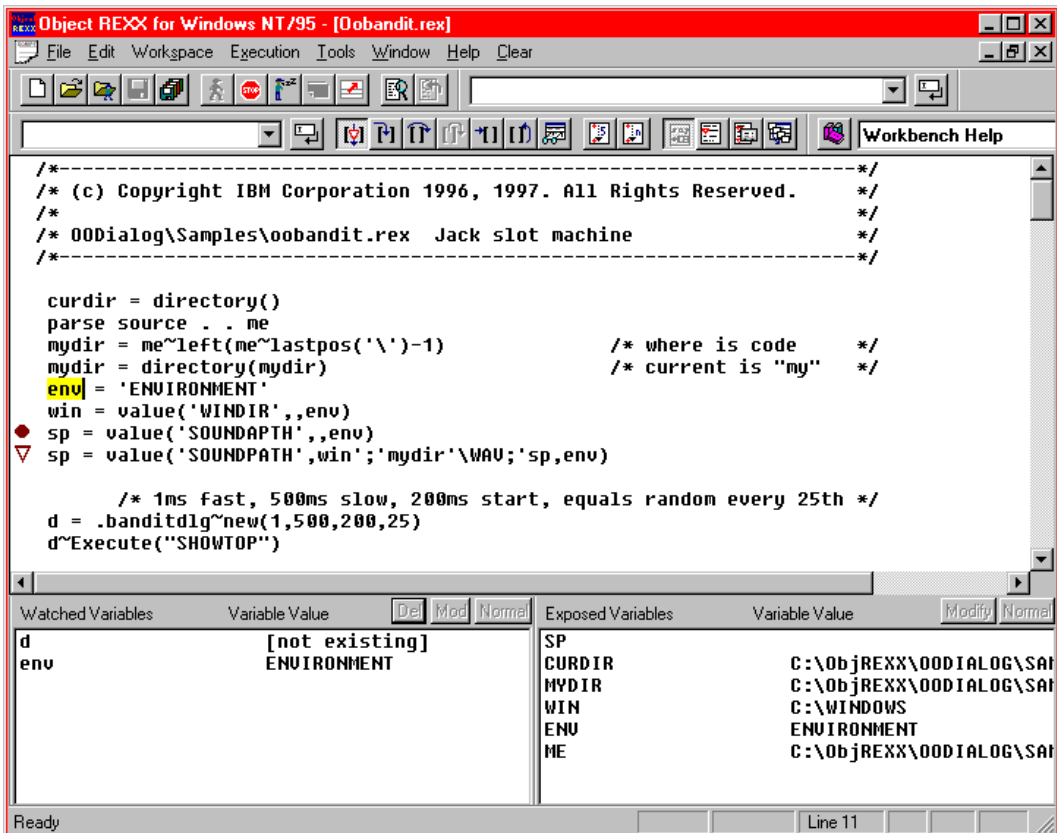 Object REXX for Windows NT/95 - [Oobandit.rex]
File Edit Workspace Execution Tools Window Help Clear
STOP
Workbench Help
/*--------------------------------------------------------------------*/
/* (c) Copyright IBM Corporation 1996, 1997. All Rights Reserved. */
/* */
/* OODialog\Samples\oobandit.rex Jack slot machine */
/*--------------------------------------------------------------------*/
curdir = directory()
parse source . . me
mydir = me~left(me~lastpos('\')-1) /* where is code */
mydir = directory(mydir) /* current is "my" */
env = 'ENVIRONMENT'
win = value('WINDIR',,env)
sp = value('SOUNDAPTH',,env)
sp = value('SOUNDPATH',win';'mydir'\WAV;'sp,env)
/* 1ms fast, 500ms slow, 200ms start, equals random every 25th */
d = .banditdlg~new(1,500,200,25)
d~Execute("SHOWTOP")
Watched Variables Variable Value Del Mod Normal Exposed Variables Variable Value Modify Normal
d [not existing]
env ENVIRONMENT
SP
CURDIR C:\ObjREXX\OODIALOG\SAM
MYDIR C:\ObjREXX\OODIALOG\SAM
WIN C:\WINDOWS
ENV ENVIRONMENT
ME C:\ObjREXX\OODIALOG\SAM
Ready Line 11